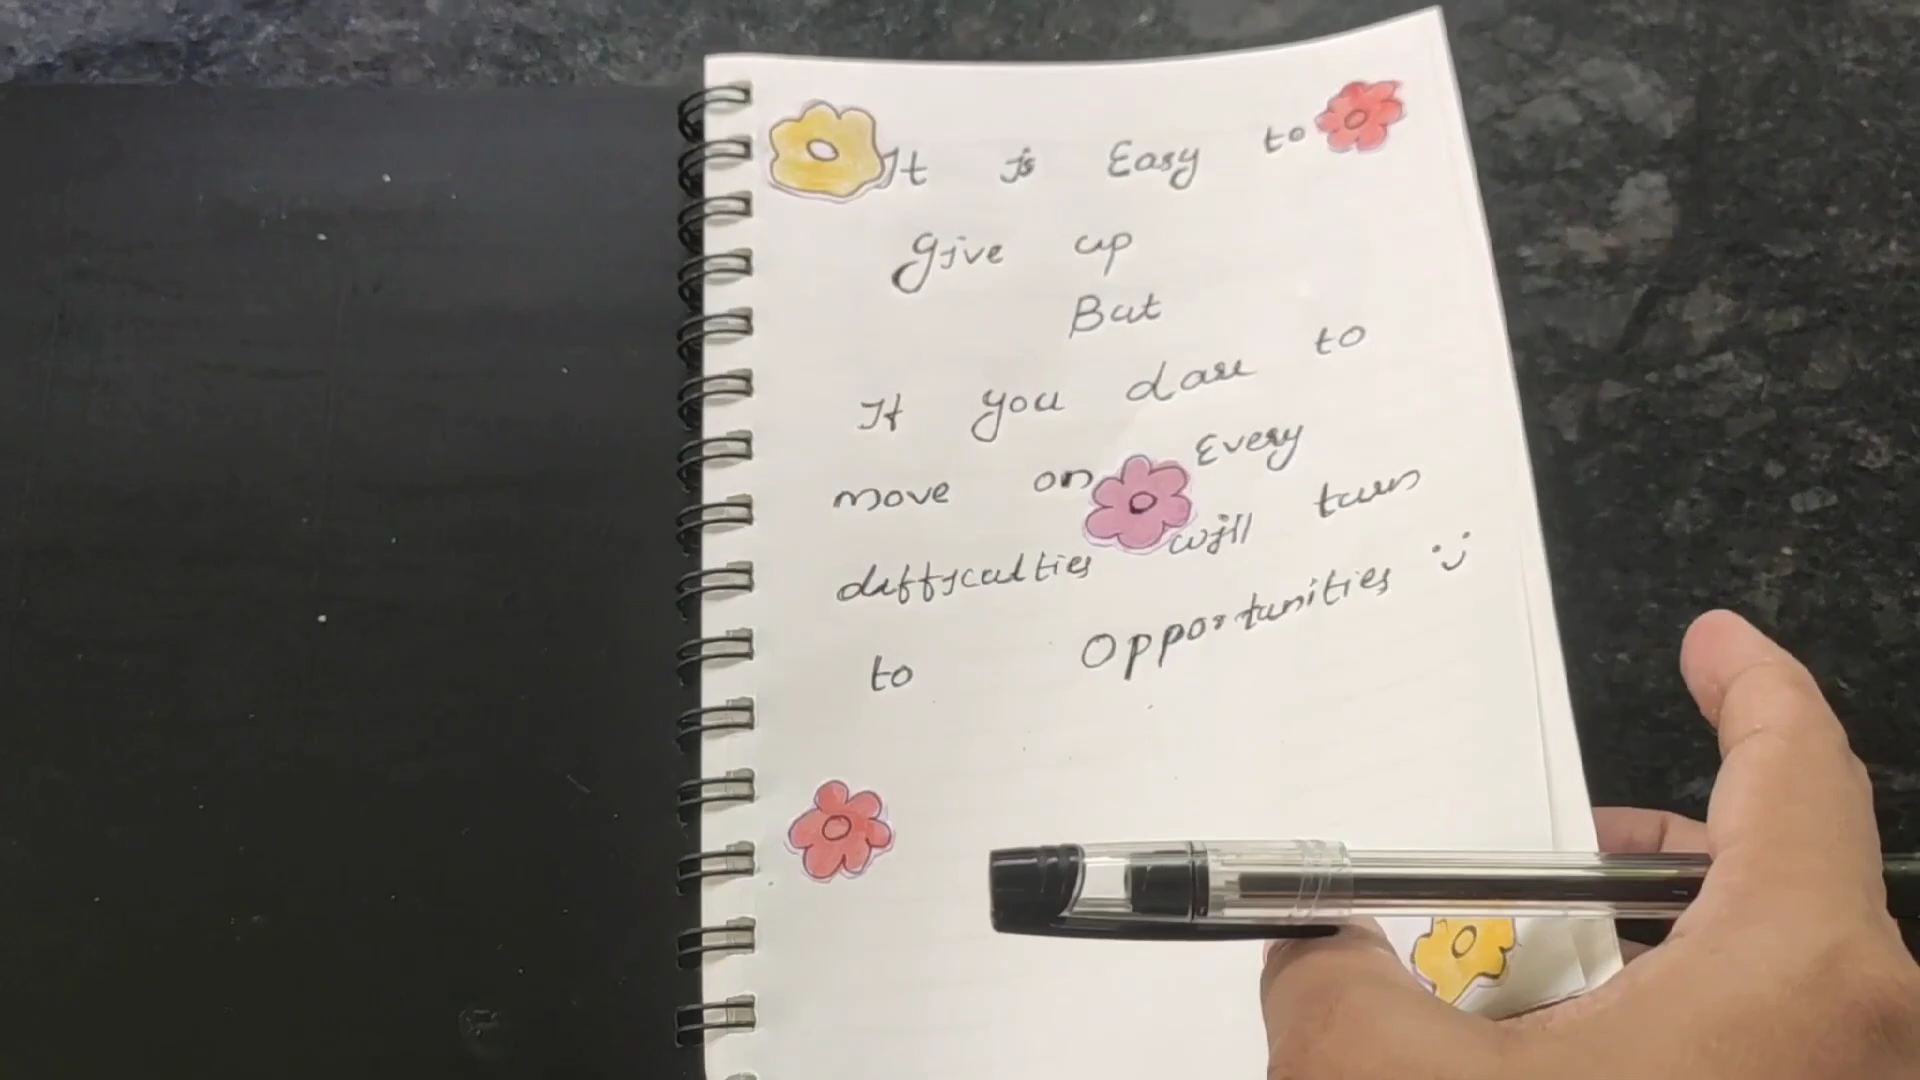 It is Easy to
Give up
But
If you dare to
move on Every
difficulties will turn
to Opportunities :)